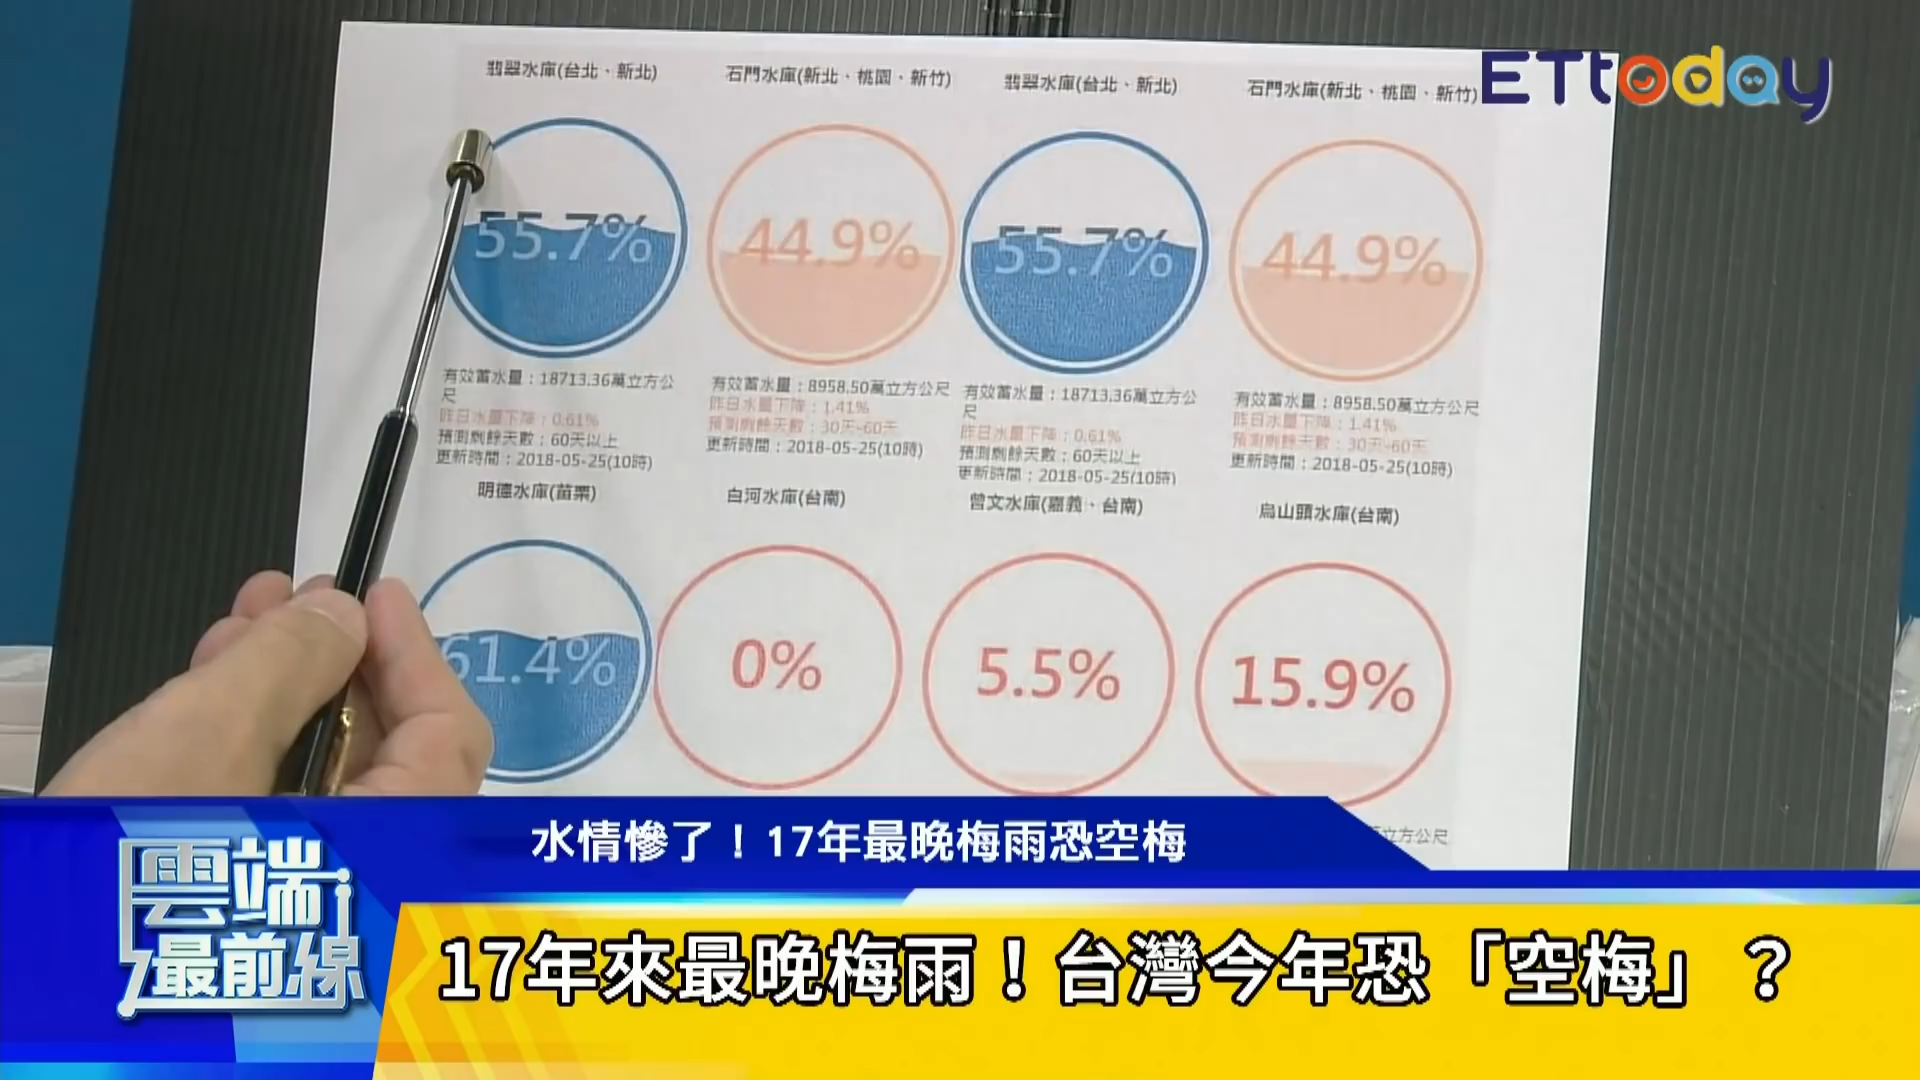 ETtoday
翡翠水庫(台北、新北)
石門水庫(新北、桃園、新竹)
翡翠水庫(台北、新北)
石門水庫(新北、桃園、新竹)
55.7%
44.9%
55.7%
44.9%
有效蓄水量：18713.36萬立方公
尺
昨日水量下降：0.61%
預測剩餘天數：60天以上
更新時間：2018-05-25(10時)
有效蓄水量：8958.50萬立方公尺
昨日水量下降：1.41%
預測剩餘天數：30天-60天
更新時間：2018-05-25(10時)
有效蓄水量：18713.36萬立方公
尺
昨日水量下降：0.61%
預測剩餘天數：60天以上
更新時間：2018-05-25(10時)
有效蓄水量：8958.50萬立方公尺
昨日水量下降：1.41%
預測剩餘天數：30天-60天
更新時間：2018-05-25(10時)
明德水庫(苗栗)
白河水庫(台南)
曾文水庫(嘉義、台南)
烏山頭水庫(台南)
61.4%
0%
5.5%
15.9%
立方公尺
水情慘了！17年最晚梅雨恐空梅
雲端
最前線
17年來最晚梅雨！台灣今年恐「空梅」？